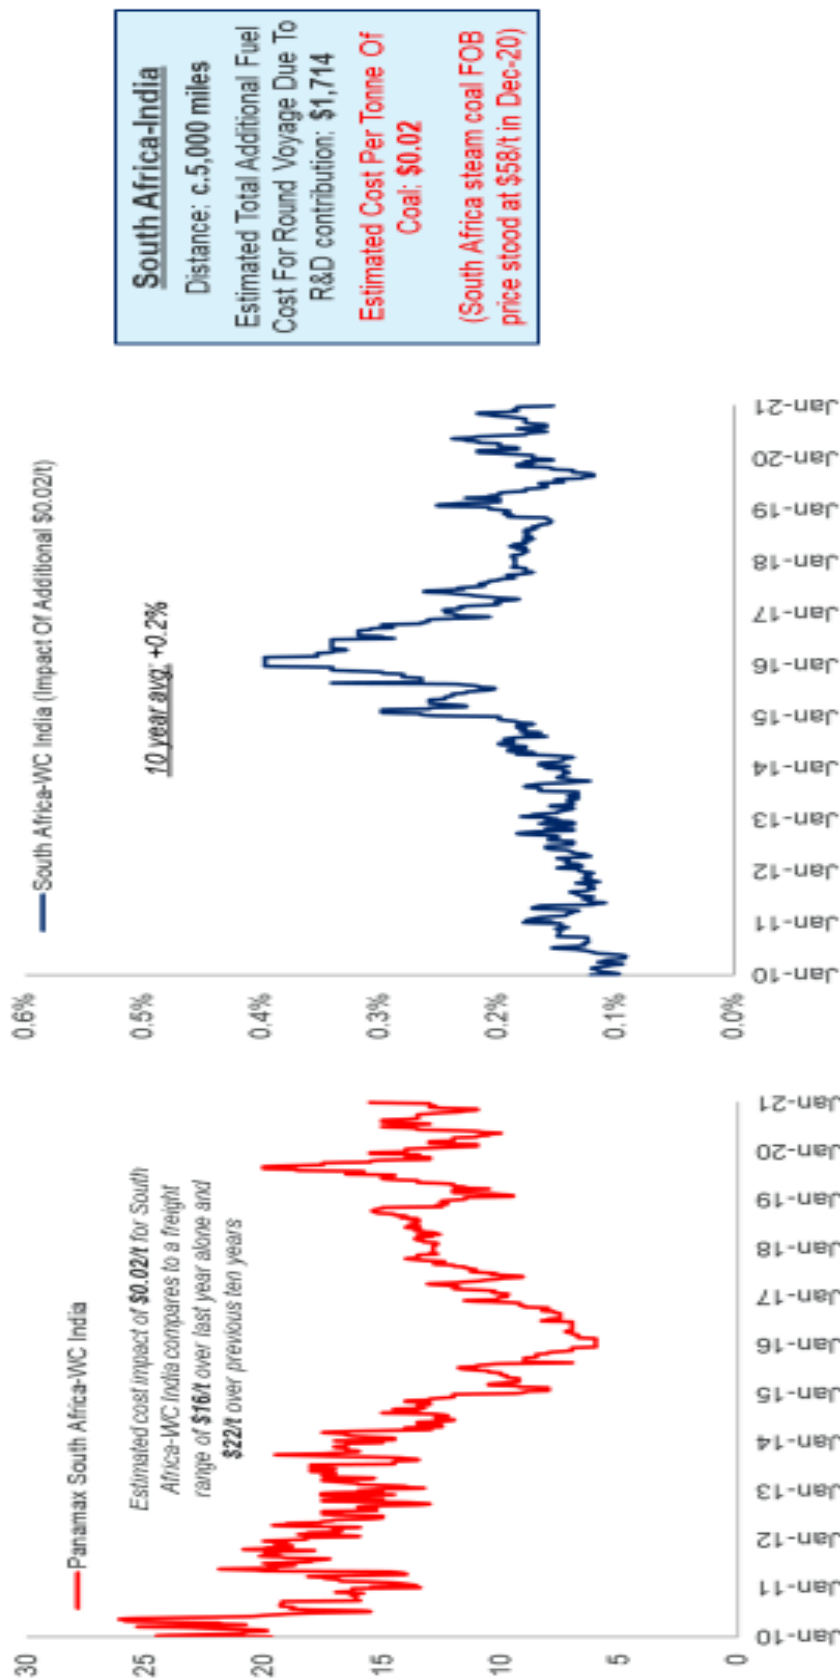 Panamax South Africa-WC India
Estimated cost impact of $0.02/t for South
Africa-WC India compares to a freight
range of $16/t over last year alone and
$22/t over previous ten years
30
25
20
15
10
5
0
Jan-10
Jan-11
Jan-12
Jan-13
Jan-14
Jan-15
Jan-16
Jan-17
Jan-18
Jan-19
Jan-20
Jan-21
South Africa-WC India (Impact Of Additional $0.02/t)
10 year avg: +0.2%
0.6%
0.5%
0.4%
0.3%
0.2%
0.1%
0.0%
Jan-10
Jan-11
Jan-12
Jan-13
Jan-14
Jan-15
Jan-16
Jan-17
Jan-18
Jan-19
Jan-20
Jan-21
South Africa-India
Distance: c.5,000 miles
Estimated Total Additional Fuel
Cost For Round Voyage Due To
R&D contribution: $1,714
Estimated Cost Per Tonne Of
Coal: $0.02
(South Africa steam coal FOB
price stood at $58/t in Dec-20)